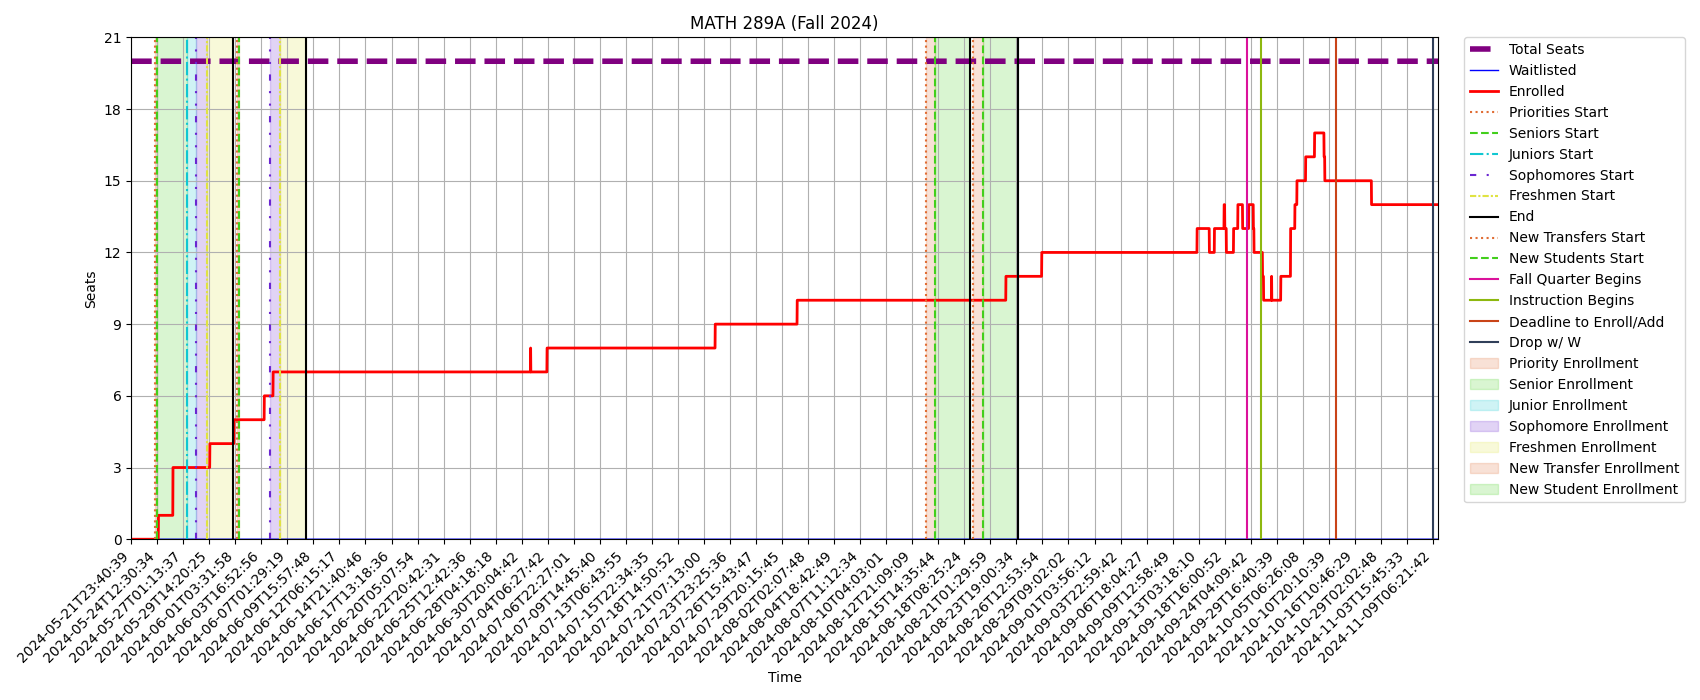 MATH 289A (Fall 2024)
21
18
15
12
9
6
3
0
Seats
2024-05-21T23:40:39
2024-05-24T12:30:34
2024-05-27T01:13:37
2024-05-29T14:20:25
2024-06-01T03:31:58
2024-06-03T16:52:56
2024-06-07T01:29:19
2024-06-09T15:57:48
2024-06-12T06:15:17
2024-06-14T21:40:46
2024-06-17T13:18:36
2024-06-20T05:07:54
2024-06-22T20:42:31
2024-06-25T12:42:36
2024-06-28T04:18:18
2024-06-30T20:04:42
2024-07-04T06:27:42
2024-07-06T22:27:01
2024-07-09T14:45:40
2024-07-13T06:43:55
2024-07-15T22:34:35
2024-07-18T14:50:52
2024-07-21T07:13:00
2024-07-23T23:25:36
2024-07-26T15:43:47
2024-07-29T20:15:45
2024-08-02T02:07:48
2024-08-04T18:42:49
2024-08-07T11:12:34
2024-08-10T04:03:01
2024-08-12T21:09:09
2024-08-15T14:35:44
2024-08-18T08:25:24
2024-08-21T01:29:59
2024-08-23T19:00:34
2024-08-26T12:53:54
2024-08-29T09:02:02
2024-09-01T03:56:12
2024-09-03T22:59:42
2024-09-06T18:04:27
2024-09-09T12:58:49
2024-09-13T03:18:10
2024-09-18T16:00:52
2024-09-24T04:09:42
2024-09-29T16:40:39
2024-10-05T06:26:08
2024-10-10T20:10:39
2024-10-16T10:46:29
2024-10-29T02:02:48
2024-11-03T15:45:33
2024-11-09T06:21:42
Time
Total Seats
Waitlisted
Enrolled
Priorities Start
Seniors Start
Juniors Start
Sophomores Start
Freshmen Start
End
New Transfers Start
New Students Start
Fall Quarter Begins
Instruction Begins
Deadline to Enroll/Add
Drop w/ W
Priority Enrollment
Senior Enrollment
Junior Enrollment
Sophomore Enrollment
Freshmen Enrollment
New Transfer Enrollment
New Student Enrollment